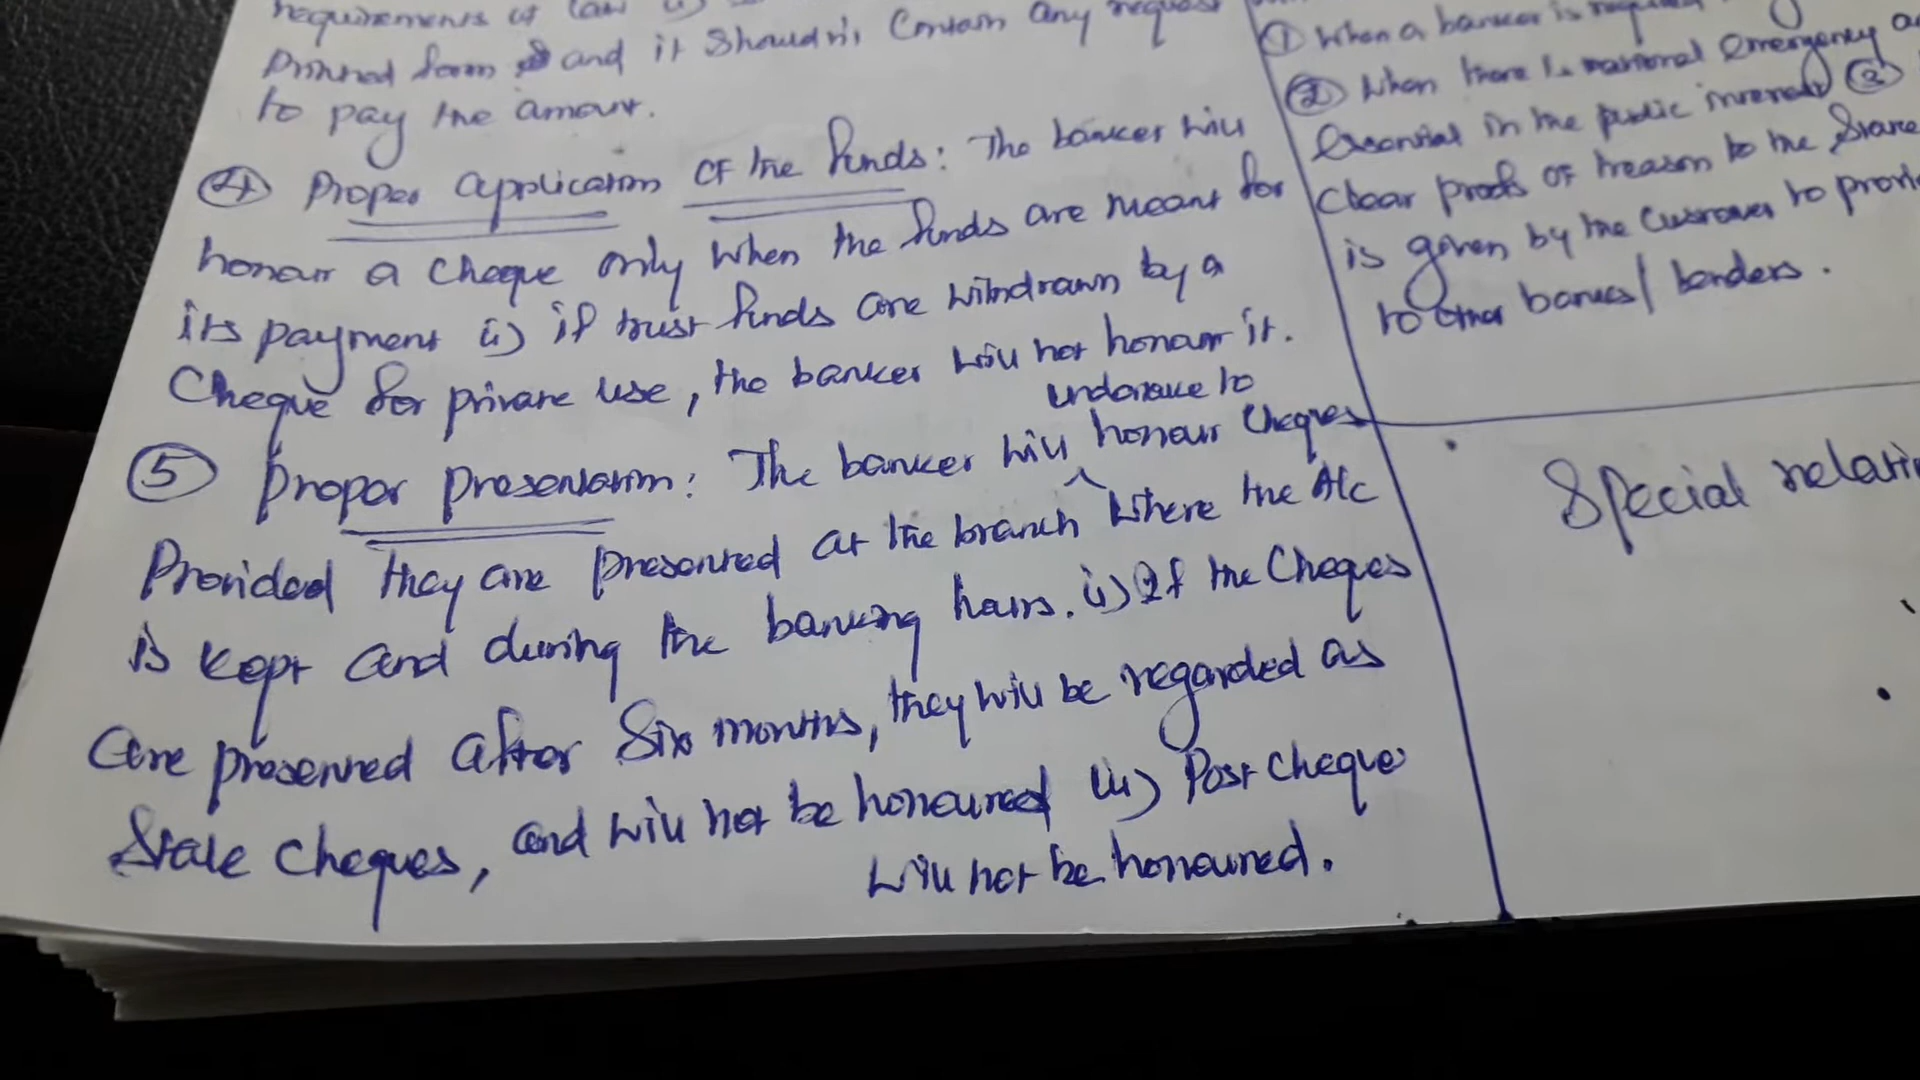 requirements of law i)
printed form and it shouldn't contain any request
to pay the amount.
④ Proper application of the funds: The banker will
honour a cheque only when the funds are meant for
its payment ii) if trust funds are withdrawn by a
Cheque for private use, the banker will not honour it.
undertake to
⑤ Proper presentation: The banker will ^ honour Cheques
Provided they are presented at the branch where the A/c
is kept and during the banking hours. ii) If the Cheques
are presented after Six months, they will be regarded as
Stale Cheques, and will not be honoured iii) Post Cheque
will not be honoured.
① When a banker is required
② When there is national emergency
Essential in the public interest ③
Clear proofs of treason to the State
is given by the Customer to
to other banks/ lenders.
Special